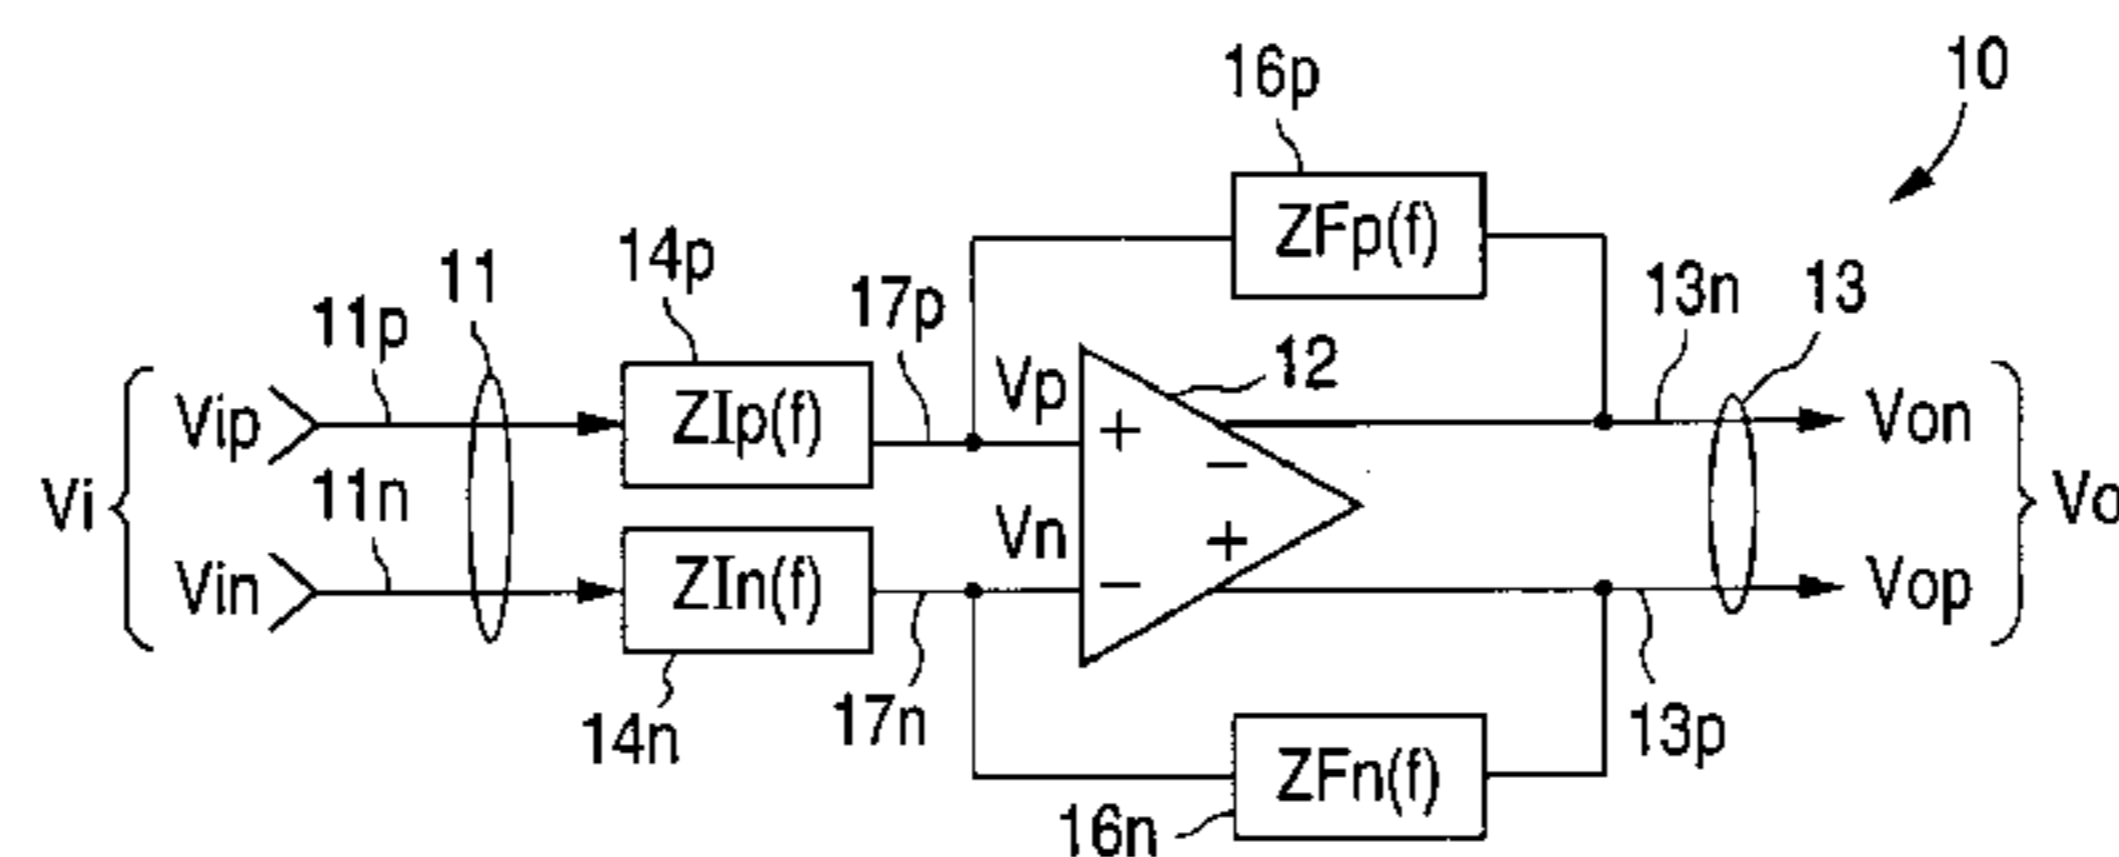 10
16p
ZFp(f)
11
14p
11p
17p
13n
13
Vip
ZIp(f)
Vp
12
Von
+
−
Vi
11n
Vn
Vo
Vin
ZIn(f)
−
+
Vop
14n
17n
13p
ZFn(f)
16n